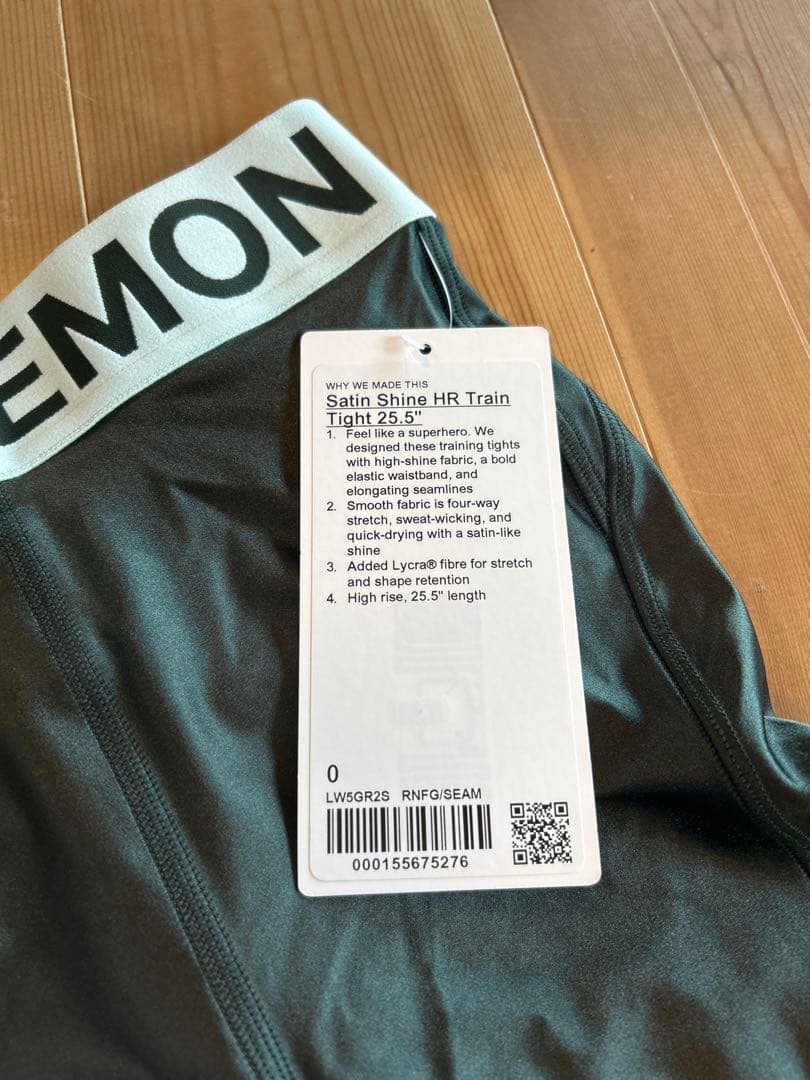 EMON
WHY WE MADE THIS
Satin Shine HR Train
Tight 25.5"
1. Feel like a superhero. We
designed these training tights
with high-shine fabric, a bold
elastic waistband, and
elongating seamlines
2. Smooth fabric is four-way
stretch, sweat-wicking, and
quick-drying with a satin-like
shine
3. Added Lycra® fibre for stretch
and shape retention
4. High rise, 25.5" length
0
LW5GR2S RNFG/SEAM
000155675276